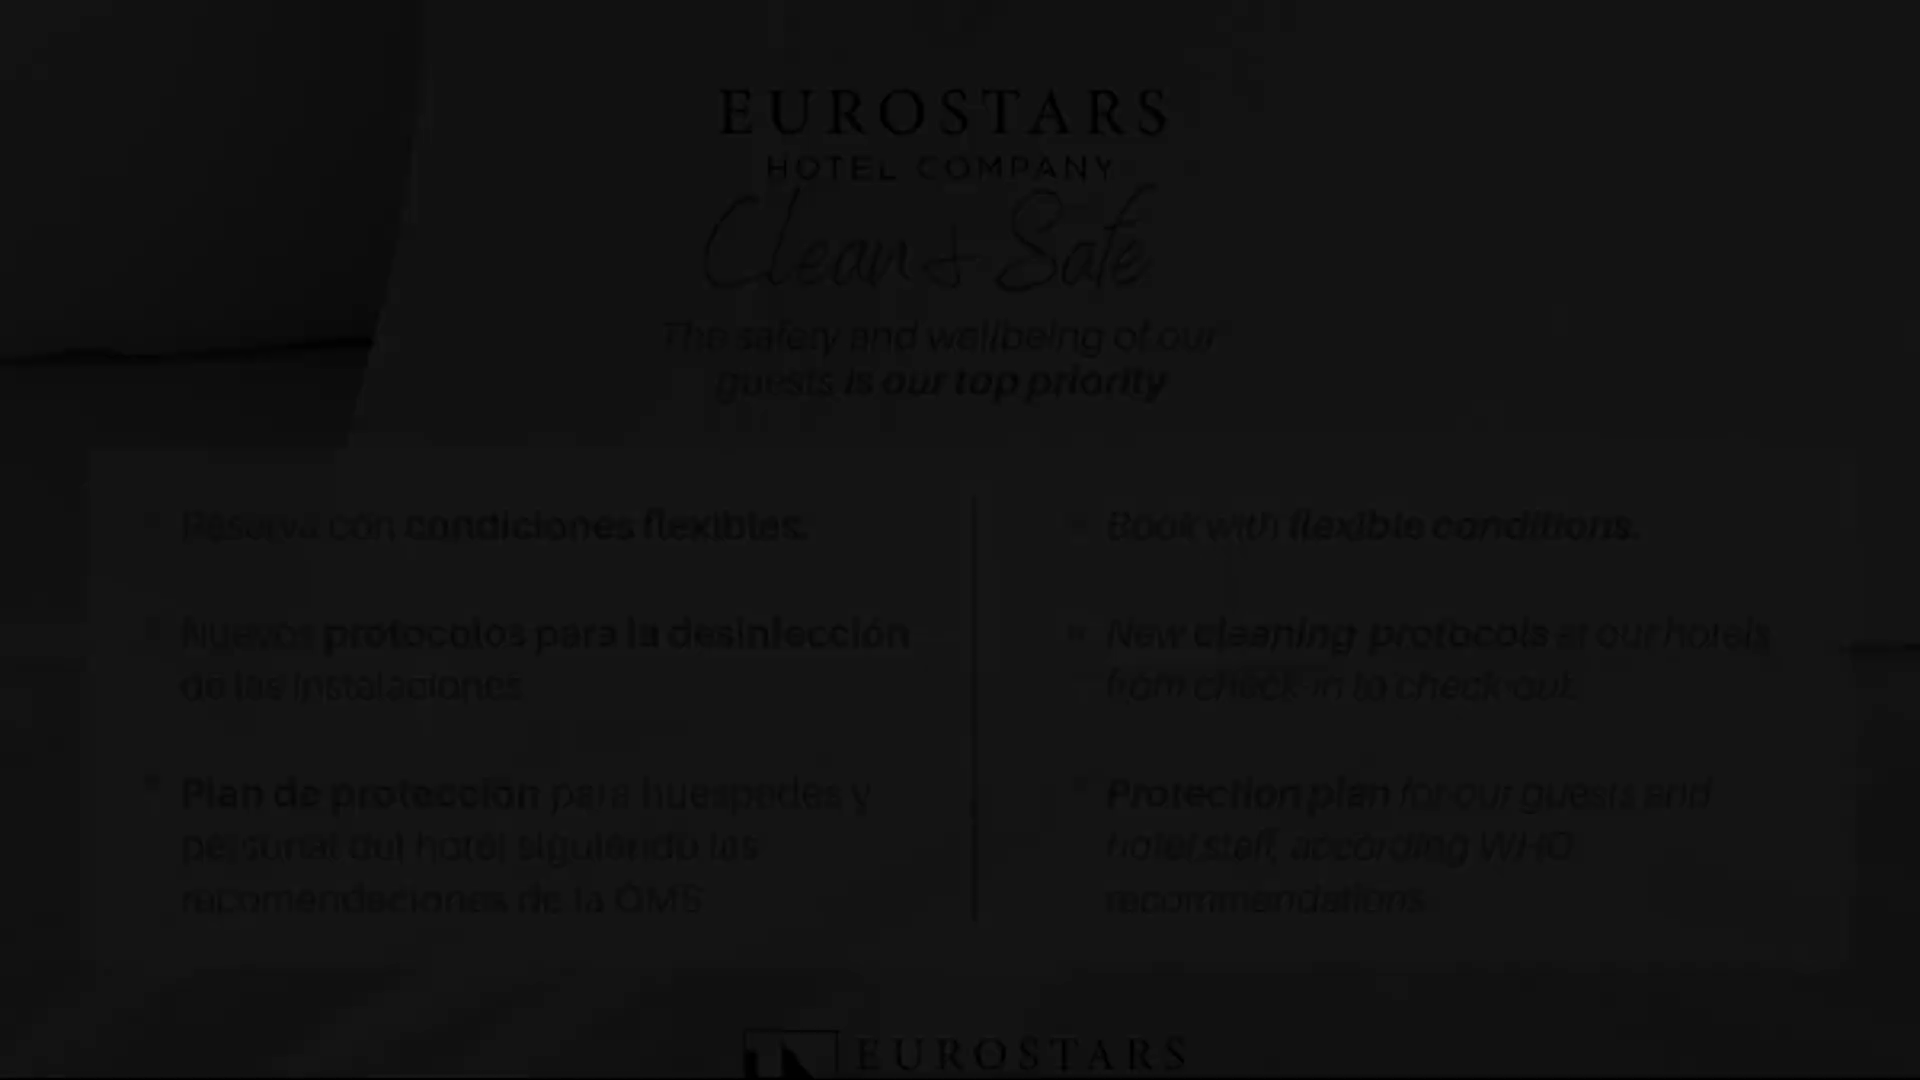 EUROSTARS
HOTEL COMPANY
Clean + Safe
The safety and wellbeing of our
guests is our top priority
Reserva con condiciones flexibles.
Nuevos protocolos para la desinfección
de las instalaciones.
Plan de protección para huéspedes y
personal del hotel siguiendo las
recomendaciones de la OMS
Book with flexible conditions.
New cleaning protocols at our hotels
from check-in to check-out.
Protection plan for our guests and
hotel staff, according WHO
recommendations.
EUROSTARS